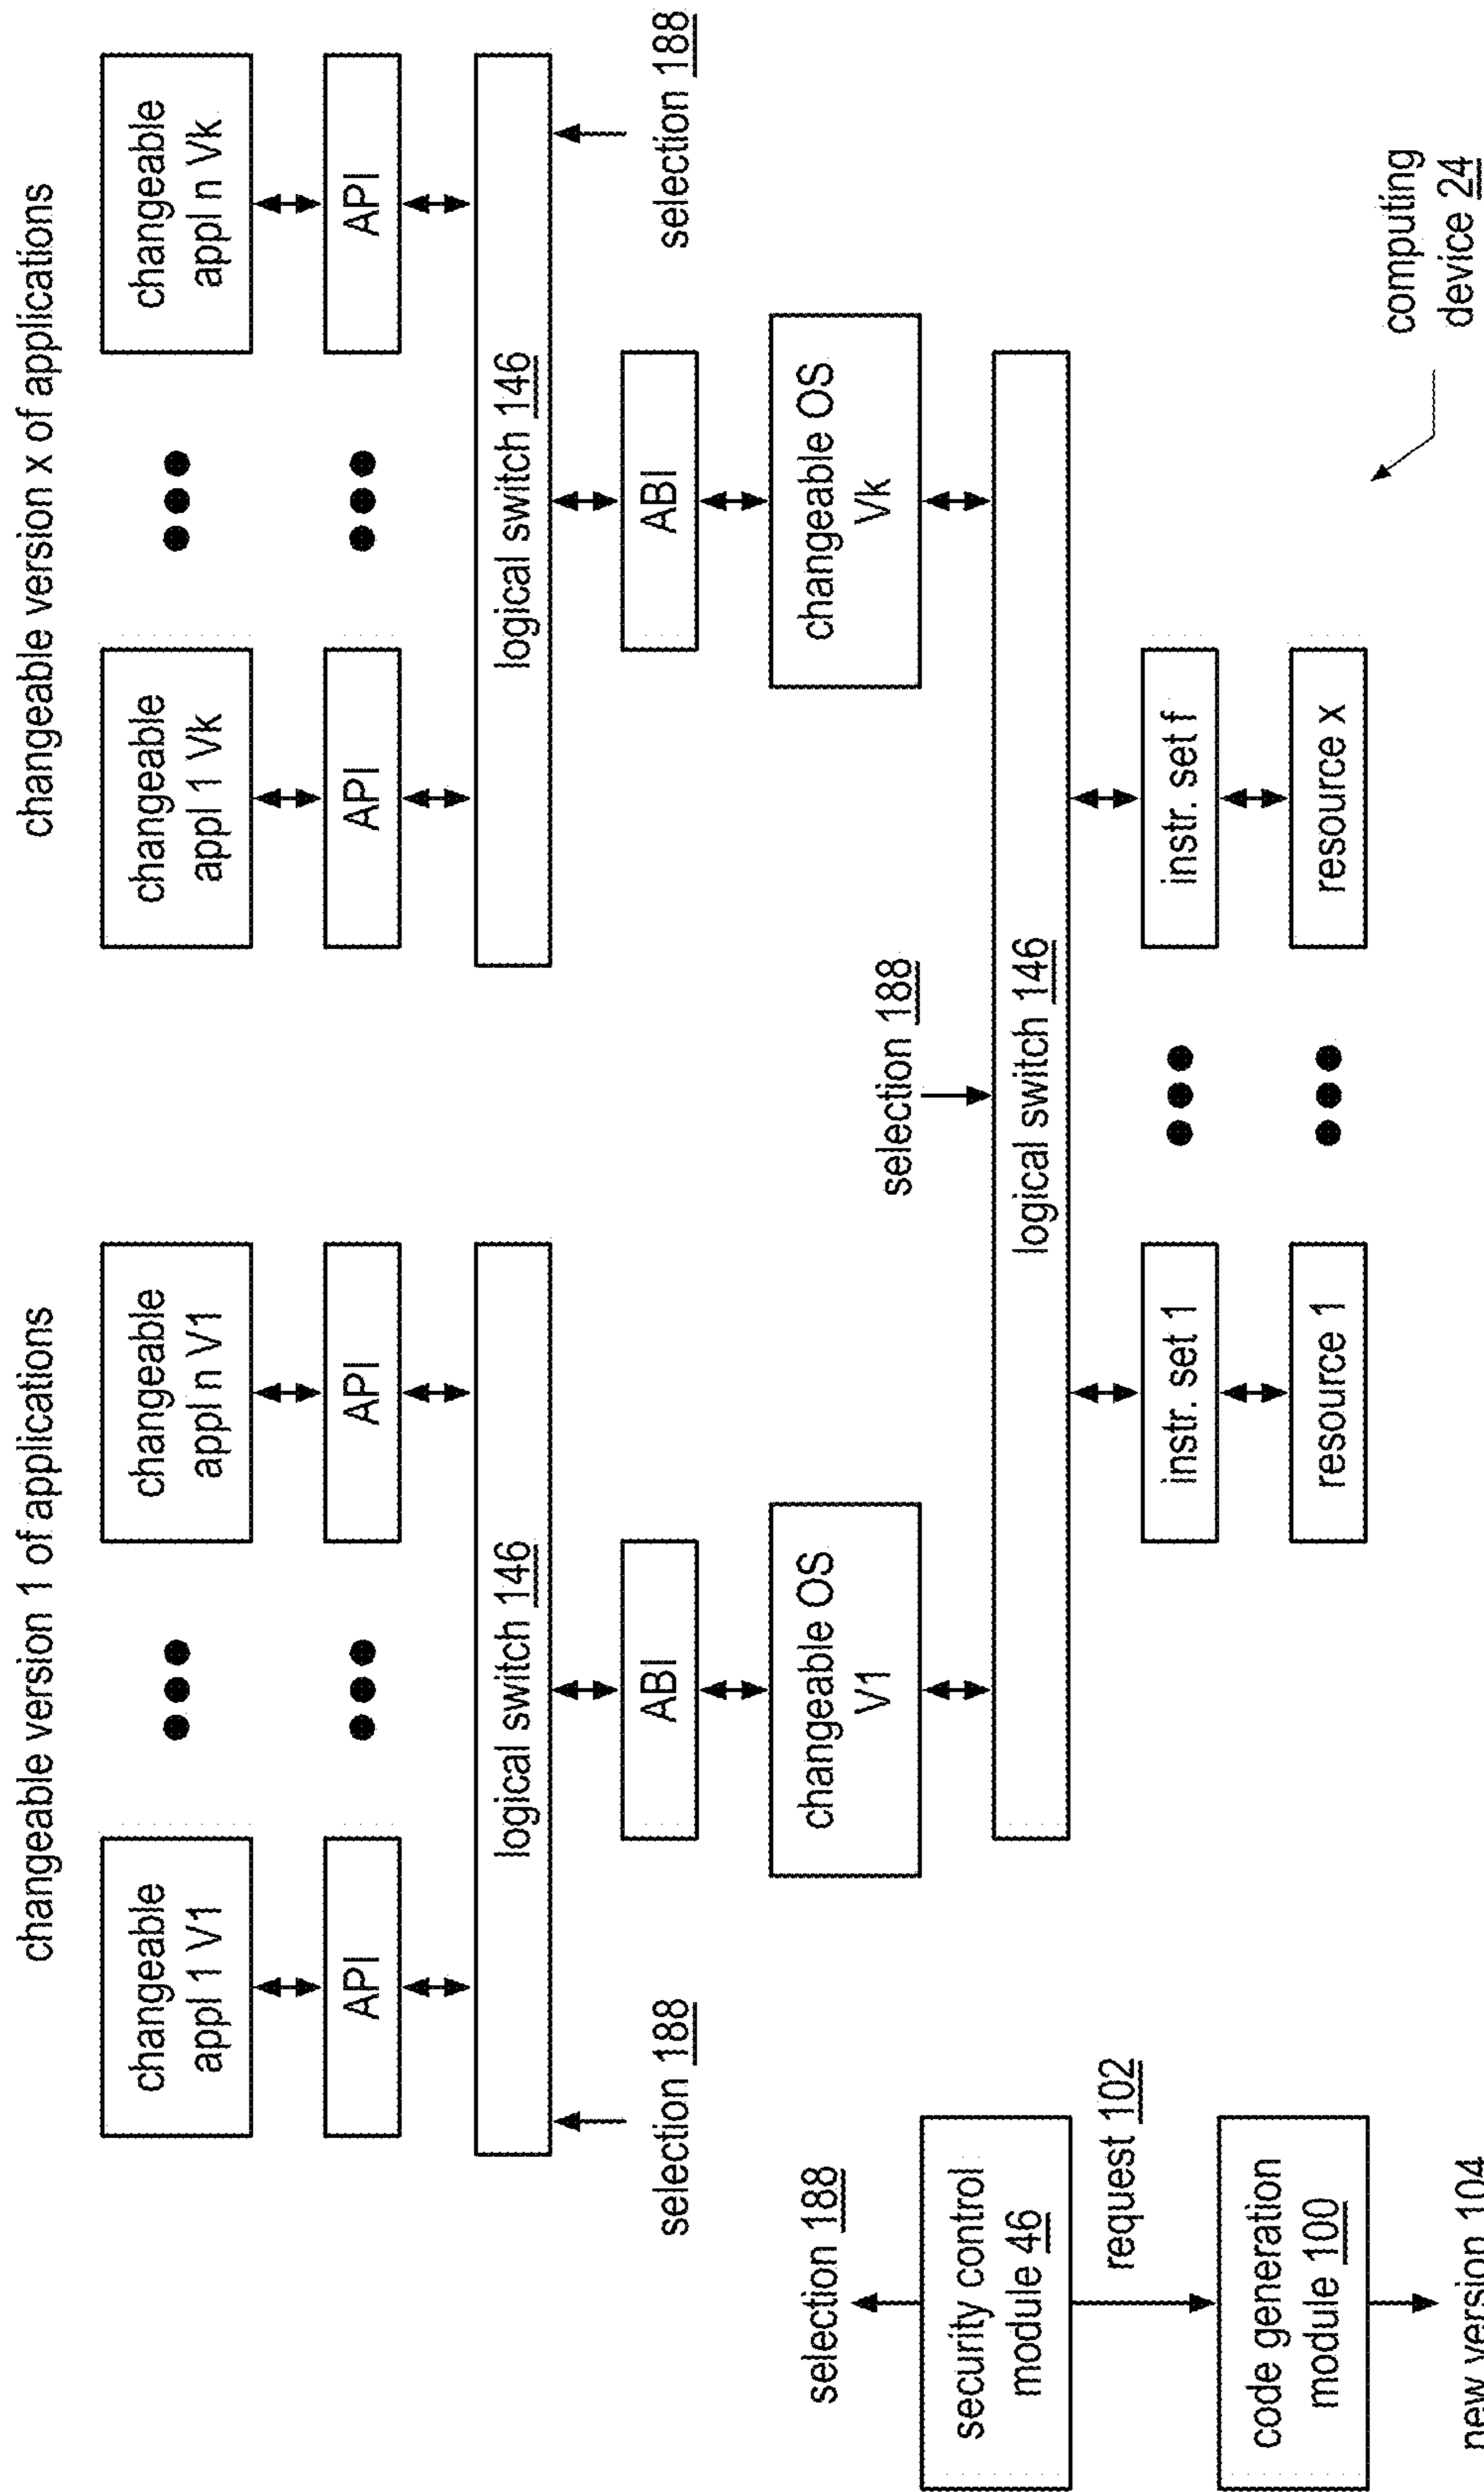 changeable version 1 of applications
changeable version x of applications
changeable
appl 1 V1
changeable
appl n V1
changeable
appl 1 Vk
changeable
appl n Vk
API
API
API
API
logical switch 146
logical switch 146
selection 188
ABI
ABI
selection 188
changeable OS
V1
changeable OS
Vk
selection 188
selection 188
logical switch 146
security control
module 46
request 102
instr. set 1
instr. set f
code generation
module 100
resource 1
resource x
computing
device 24
new version 104